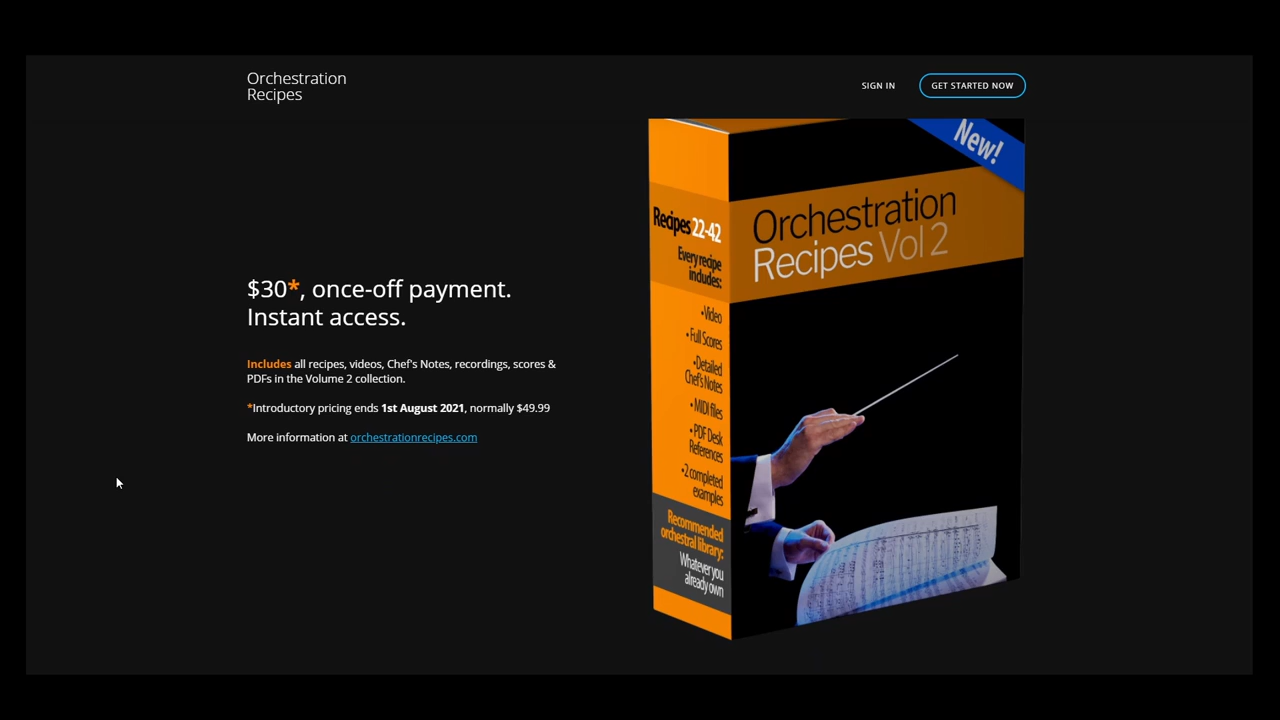 Orchestration
Recipes
SIGN IN
GET STARTED NOW
$30*, once-off payment.
Instant access.
Includes all recipes, videos, Chef's Notes, recordings, scores &
PDFs in the Volume 2 collection.
*Introductory pricing ends 1st August 2021, normally $49.99
More information at orchestrationrecipes.com
New!
Orchestration
Recipes Vol 2
Recipes 22-42
Every recipe
includes:
•Video
• Full Scores
•Detailed
Chef's Notes
• MIDI files
• PDF Desk
References
•2 completed
examples
Recommended
orchestral library:
Whatever you
already own